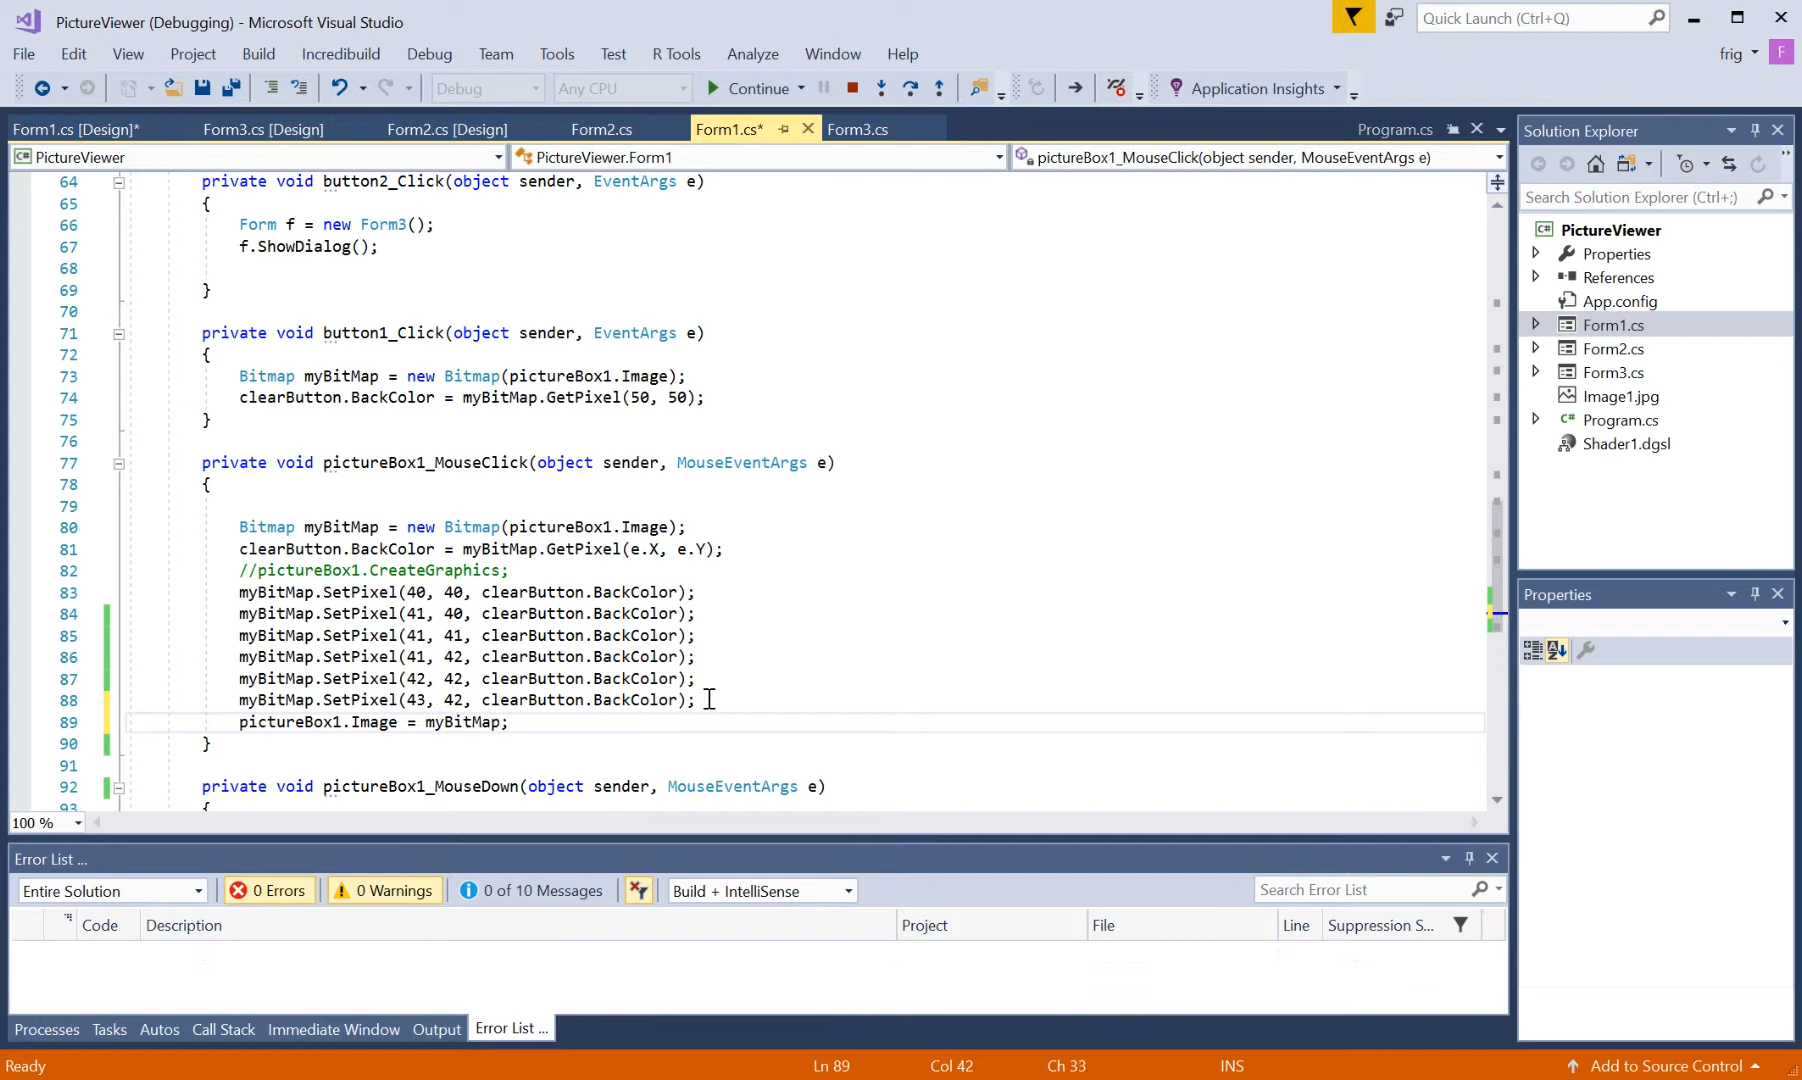 PictureViewer (Debugging) - Microsoft Visual Studio
Quick Launch (Ctrl+Q)
File Edit View Project Build Incredibuild Debug Team Tools Test R Tools Analyze Window Help
frig F
Debug Any CPU Continue Application Insights
Form1.cs [Design]* Form3.cs [Design] Form2.cs [Design] Form2.cs Form1.cs* Form3.cs Program.cs
PictureViewer PictureViewer.Form1 pictureBox1_MouseClick(object sender, MouseEventArgs e)
64 private void button2_Click(object sender, EventArgs e)
65 {
66 Form f = new Form3();
67 f.ShowDialog();
68
69 }
70
71 private void button1_Click(object sender, EventArgs e)
72 {
73 Bitmap myBitMap = new Bitmap(pictureBox1.Image);
74 clearButton.BackColor = myBitMap.GetPixel(50, 50);
75 }
76
77 private void pictureBox1_MouseClick(object sender, MouseEventArgs e)
78 {
79
80 Bitmap myBitMap = new Bitmap(pictureBox1.Image);
81 clearButton.BackColor = myBitMap.GetPixel(e.X, e.Y);
82 //pictureBox1.CreateGraphics;
83 myBitMap.SetPixel(40, 40, clearButton.BackColor);
84 myBitMap.SetPixel(41, 40, clearButton.BackColor);
85 myBitMap.SetPixel(41, 41, clearButton.BackColor);
86 myBitMap.SetPixel(41, 42, clearButton.BackColor);
87 myBitMap.SetPixel(42, 42, clearButton.BackColor);
88 myBitMap.SetPixel(43, 42, clearButton.BackColor);
89 pictureBox1.Image = myBitMap;
90 }
91
92 private void pictureBox1_MouseDown(object sender, MouseEventArgs e)
93 {
100 %
Solution Explorer
Search Solution Explorer (Ctrl+;)
C# PictureViewer
Properties
References
App.config
Form1.cs
Form2.cs
Form3.cs
Image1.jpg
C# Program.cs
Shader1.dgsl
Properties
Error List ...
Entire Solution 0 Errors 0 Warnings 0 of 10 Messages Build + IntelliSense Search Error List
Code Description Project File Line Suppression S...
Processes Tasks Autos Call Stack Immediate Window Output Error List ...
Ready Ln 89 Col 42 Ch 33 INS Add to Source Control